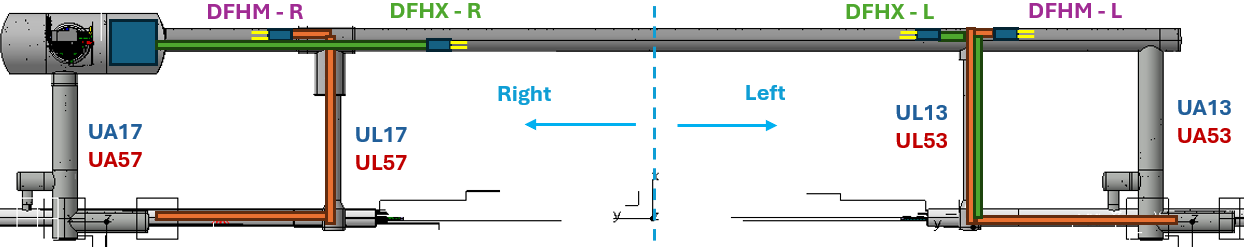 DFHM - R
DFHX - R
DFHX - L
DFHM - L
Right
Left
UA17
UA57
UL17
UL57
UL13
UL53
UA13
UA53
x
y
z
y
z